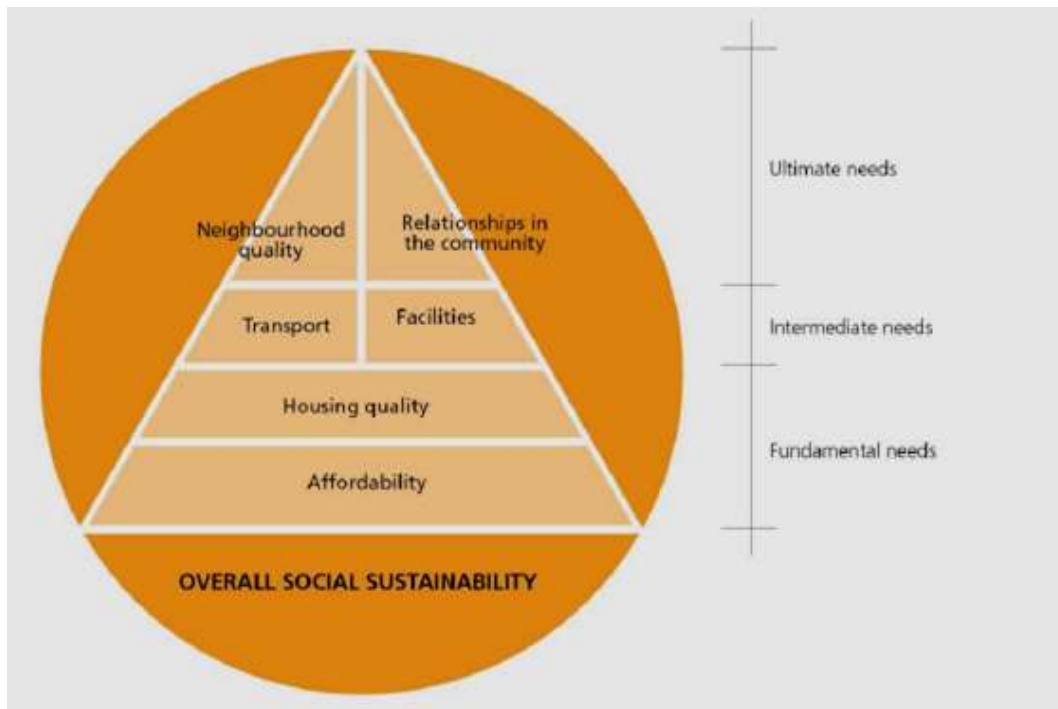 Ultimate needs
Neighbourhood
quality
Relationships in
the community
Transport
Facilities
Intermediate needs
Housing quality
Affordability
Fundamental needs
OVERALL SOCIAL SUSTAINABILITY